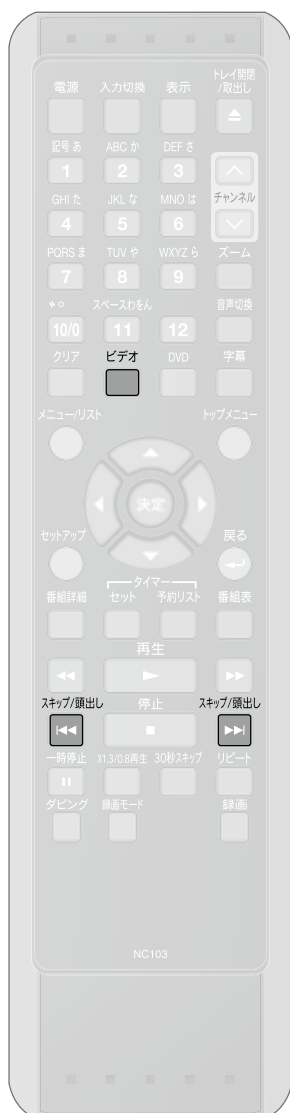 トレイ開閉
電源 入力切換 表示 /取出し
記号 あ ABC か DEF さ
1 2 3
GHI た JKL な MNO は チャンネル
4 5 6
PQRS ま TUV や WXYZ ら ズーム
7 8 9
゛゜ スペースわをん 音声切換
10/0 11 12
クリア ビデオ DVD 字幕
メニュー/リスト トップメニュー
決定
セットアップ 戻る
タイマー
番組詳細 セット 予約リスト 番組表
再生
スキップ/頭出し 停止 スキップ/頭出し
一時停止 X1.3/0.8再生 30秒スキップ リピート
ダビング 録画モード 録画
NC103